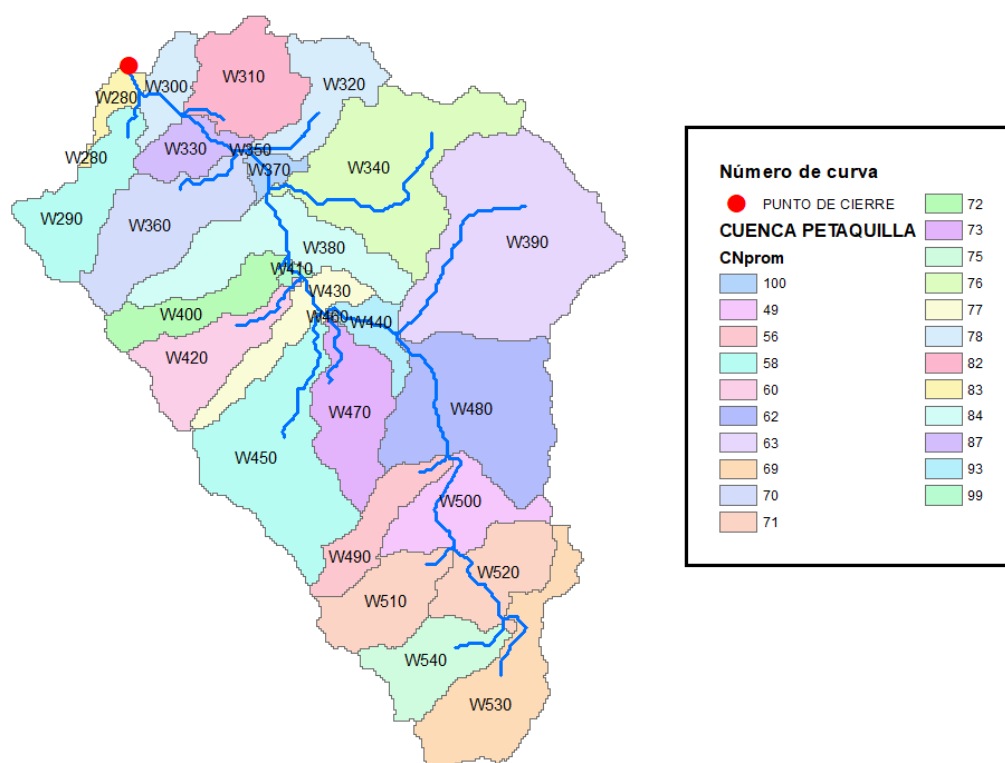 W280
W300
W310
W320
W330
W350
W370
W340
W280
W290
W360
W380
W390
W410
W430
W400
W460
W440
W420
W470
W480
W450
W500
W490
W520
W510
W540
W530
Número de curva
PUNTO DE CIERRE
CUENCA PETAQUILLA
CNprom
100
49
56
58
60
62
63
69
70
71
72
73
75
76
77
78
82
83
84
87
93
99